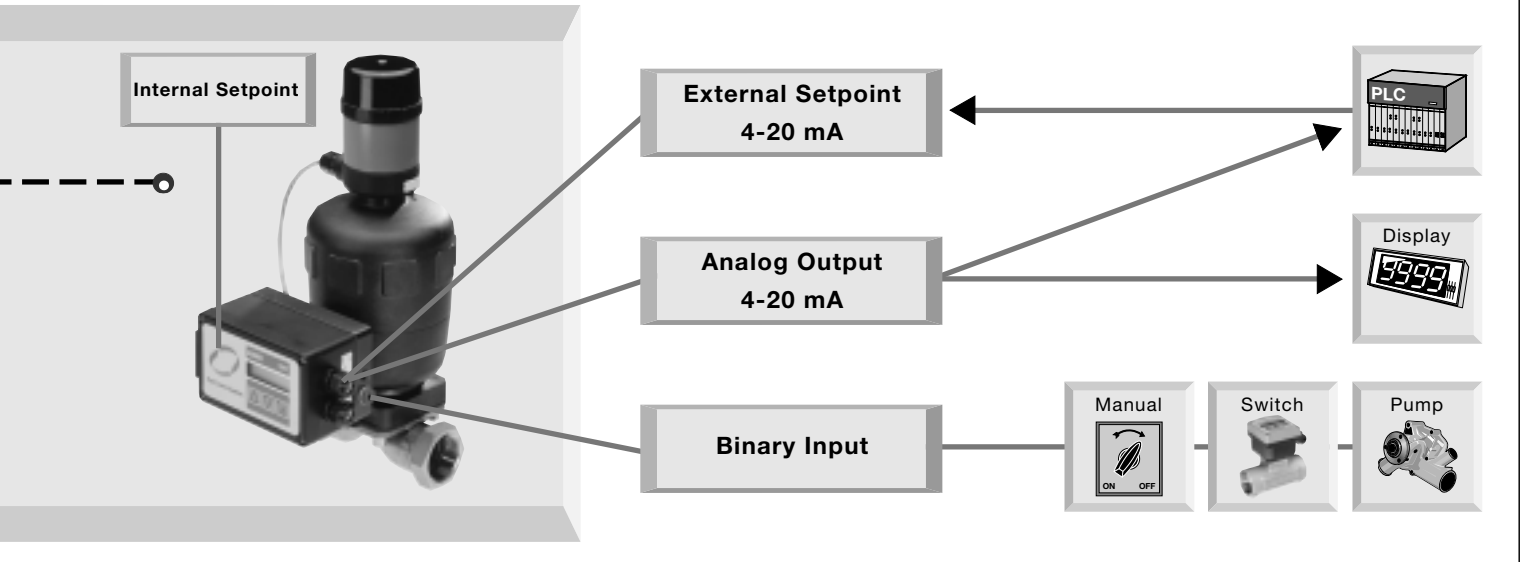 Internal Setpoint
External Setpoint
4-20 mA
PLC
Analog Output
4-20 mA
Display
9999
Binary Input
Manual
ON OFF
Switch
Pump